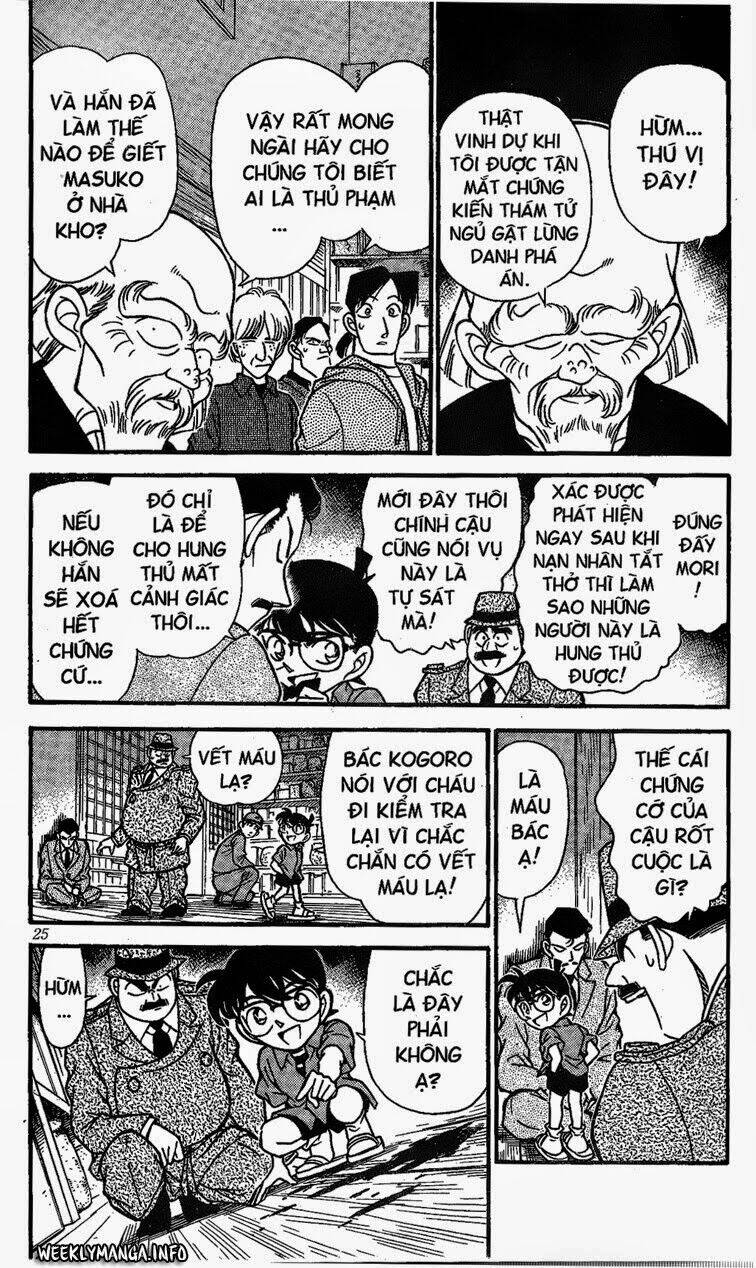 HỪM...
THÚ VỊ
ĐÂY!
THẬT
VINH DỰ KHI
TÔI ĐƯỢC TẬN
MẮT CHỨNG
KIẾN THÁM TỬ
NGỦ GẬT LỪNG
DANH PHÁ
ÁN.
VẬY RẤT MONG
NGÀI HÃY CHO
CHÚNG TÔI BIẾT
AI LÀ THỦ PHẠM
...
VÀ HẮN ĐÃ
LÀM THẾ
NÀO ĐỂ GIẾT
MASUKO
Ở NHÀ
KHO?
ĐÚNG
ĐẤY
MORI
!
XÁC ĐƯỢC
PHÁT HIỆN
NGAY SAU KHI
NẠN NHÂN TẮT
THỞ THÌ LÀM
SAO NHỮNG
NGƯỜI NÀY LÀ
HUNG THỦ
ĐƯỢC!
MỚI ĐÂY THÔI
CHÍNH CẬU
CŨNG NÓI VỤ
NÀY LÀ
TỰ SÁT
MÀ!
ĐÓ CHỈ
LÀ ĐỂ
CHO HUNG
THỦ MẤT
CẢNH GIÁC
THÔI...
NẾU
KHÔNG
HẮN
SẼ XOÁ
HẾT
CHỨNG
CỨ...
THẾ CÁI
CHỨNG
CỚ CỦA
CẬU RỐT
CUỘC LÀ
GÌ?
LÀ
MÁU
BÁC
Ạ!
BÁC KOGORO
NÓI VỚI CHÁU
ĐI KIỂM TRA
LẠI VÌ CHẮC
CHẮN CÓ VẾT
MÁU LẠ!
VẾT MÁU
LẠ?
CHẮC
LÀ ĐÂY
PHẢI
KHÔNG
Ạ?
HỪM
...
25
WEEKLYMANGA.INFO